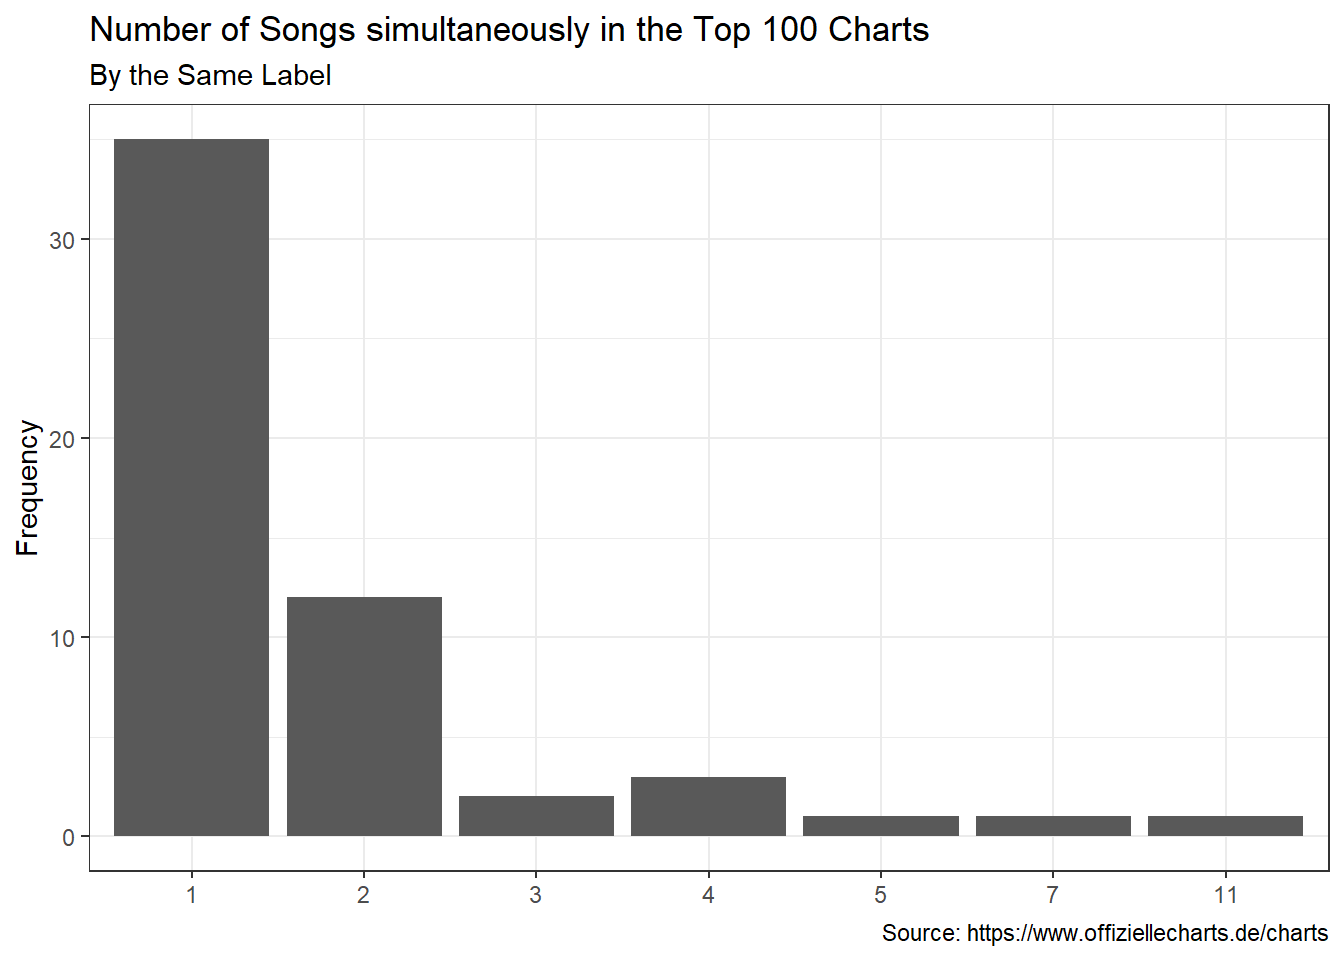 Number of Songs simultaneously in the Top 100 Charts
By the Same Label
Frequency
30
20
10
0
1 2 3 4 5 7 11
Source: https://www.offiziellecharts.de/charts